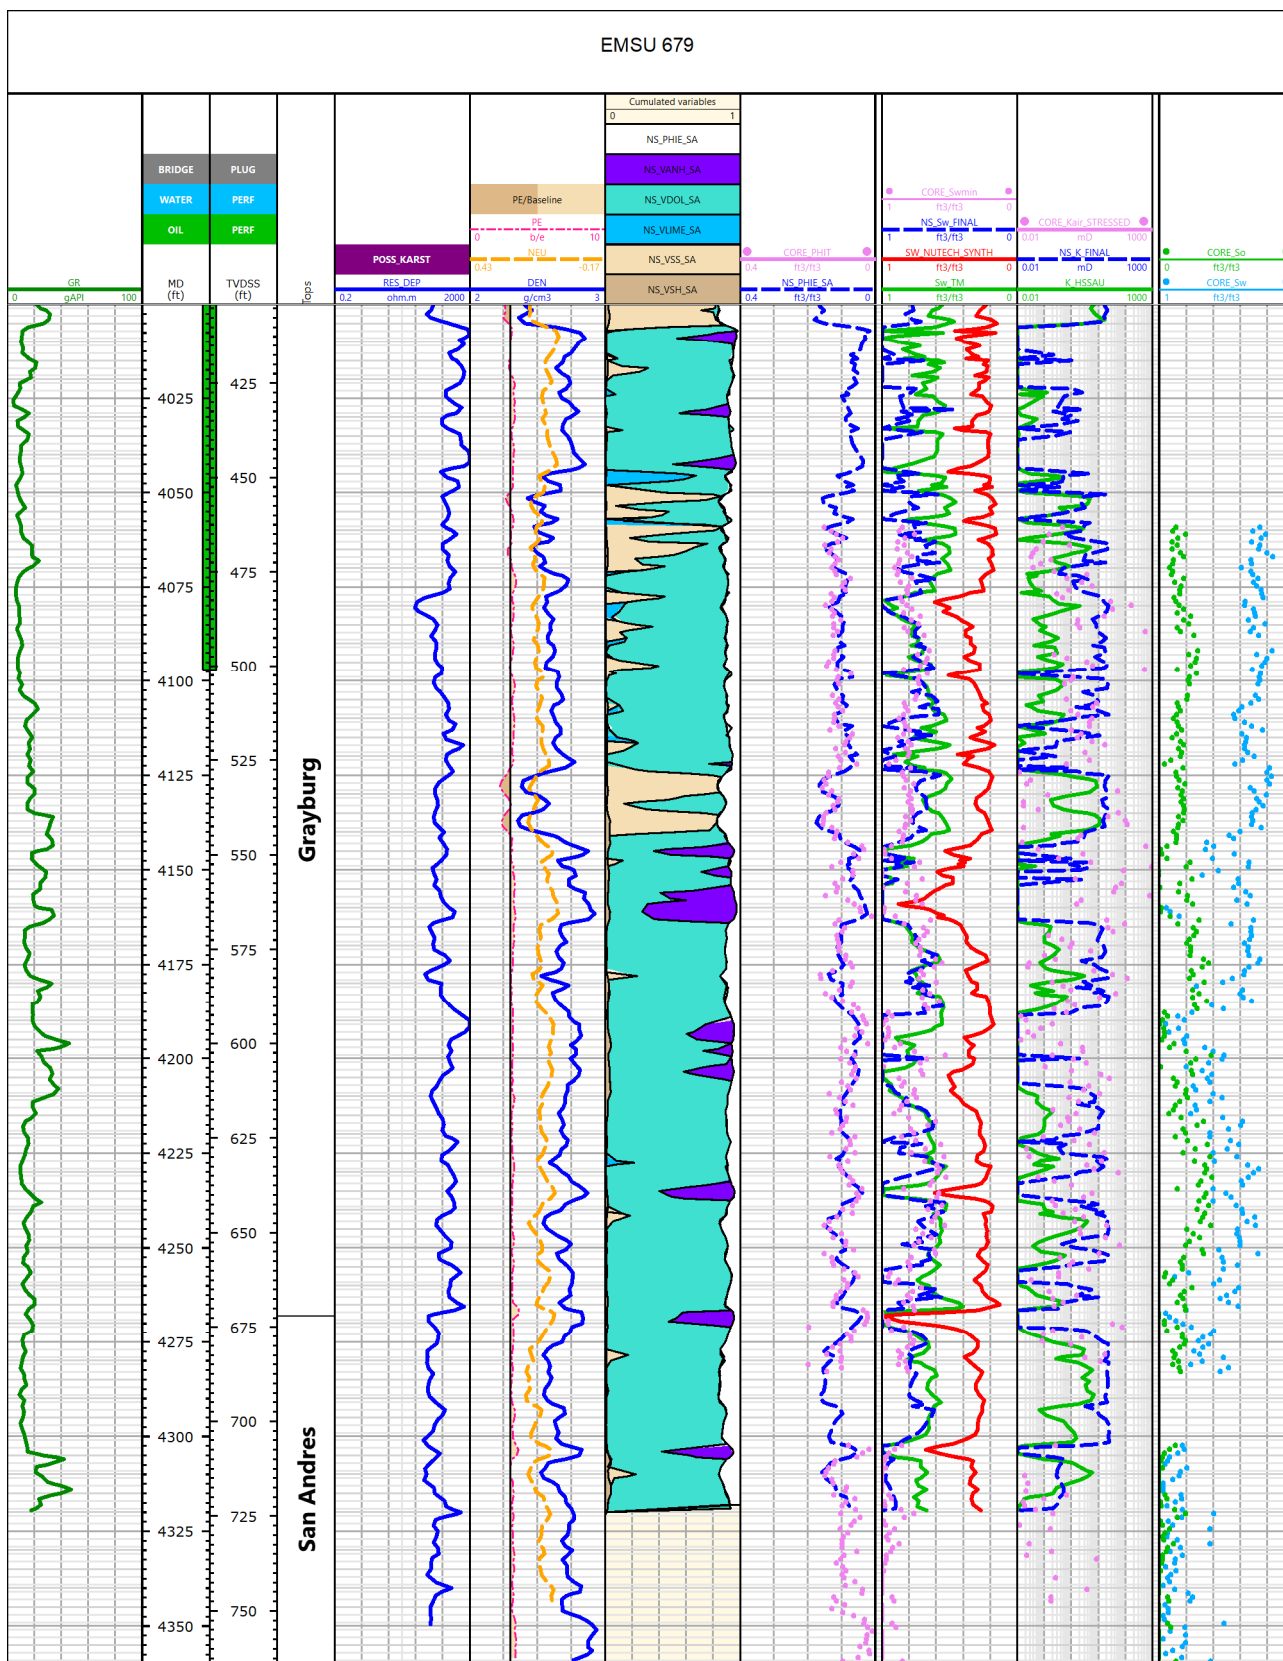 EMSU 679
Cumulated variables
0 1
NS_PHIE_SA
BRIDGE PLUG NS_VANH_SA
WATER PERF PE/Baseline NS_VDOL_SA CORE_Swmin
1 ft3/ft3 0
OIL PERF PE NS_VLIME_SA NS_Sw_FINAL CORE_Kair_STRESSED
0 b/e 10 1 ft3/ft3 0 0.01 mD 1000
POSS_KARST NEU NS_VSS_SA CORE_PHIT SW_NUTECH_SYNTH NS_K_FINAL CORE_So
0.43 -0.17 0.4 ft3/ft3 0 1 ft3/ft3 0 0.01 mD 1000 0 ft3/ft3
GR MD TVDSS Tops RES_DEP DEN NS_VSH_SA NS_PHIE_SA Sw_TM K_HSSAU CORE_Sw
0 gAPI 100 (ft) (ft) 0.2 ohm.m 2000 2 g/cm3 3 0.4 ft3/ft3 0 1 ft3/ft3 0 0.01 1000 1 ft3/ft3
425
4025
450
4050
475
4075
500
4100
525
4125
Grayburg
550
4150
575
4175
600
4200
625
4225
650
4250
675
4275
700
4300
San Andres
725
4325
750
4350